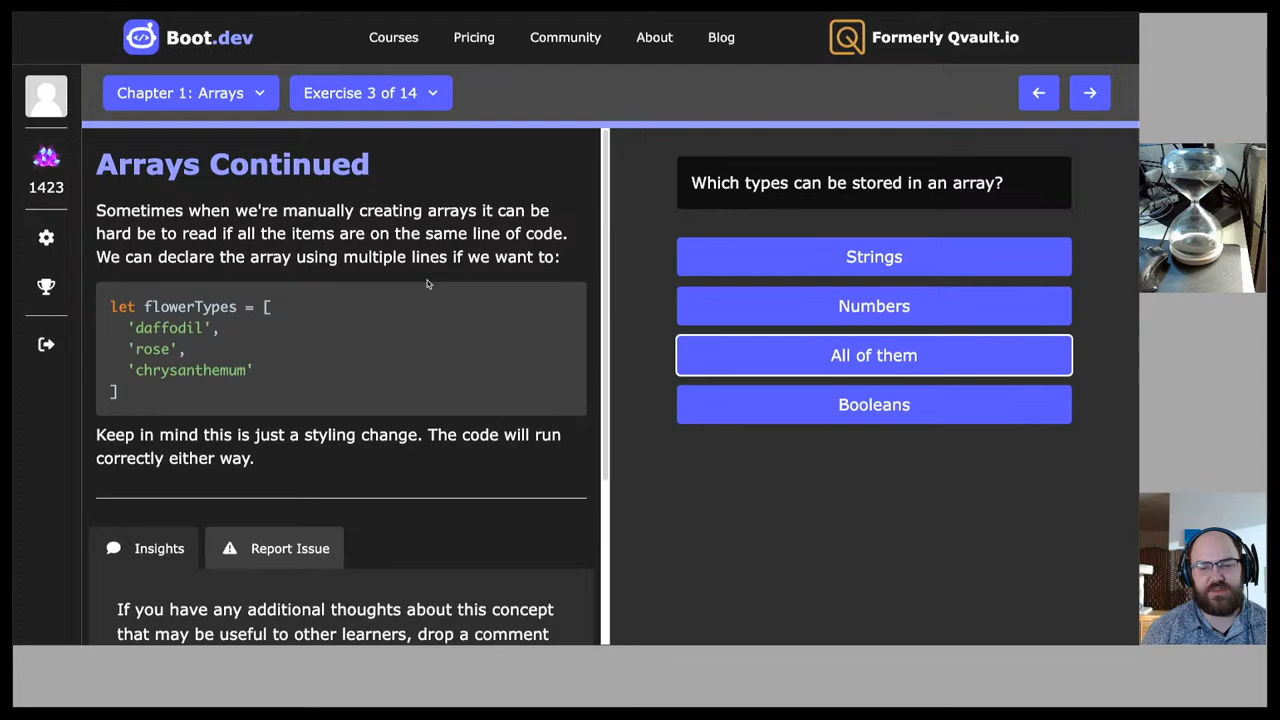 Boot.dev
Courses
Pricing
Community
About
Blog
Formerly Qvault.io
Chapter 1: Arrays
Exercise 3 of 14
1423
Arrays Continued
Sometimes when we're manually creating arrays it can be
hard be to read if all the items are on the same line of code.
We can declare the array using multiple lines if we want to:
let flowerTypes = [
'daffodil',
'rose',
'chrysanthemum'
]
Keep in mind this is just a styling change. The code will run
correctly either way.
Insights
Report Issue
If you have any additional thoughts about this concept
that may be useful to other learners, drop a comment
Which types can be stored in an array?
Strings
Numbers
All of them
Booleans